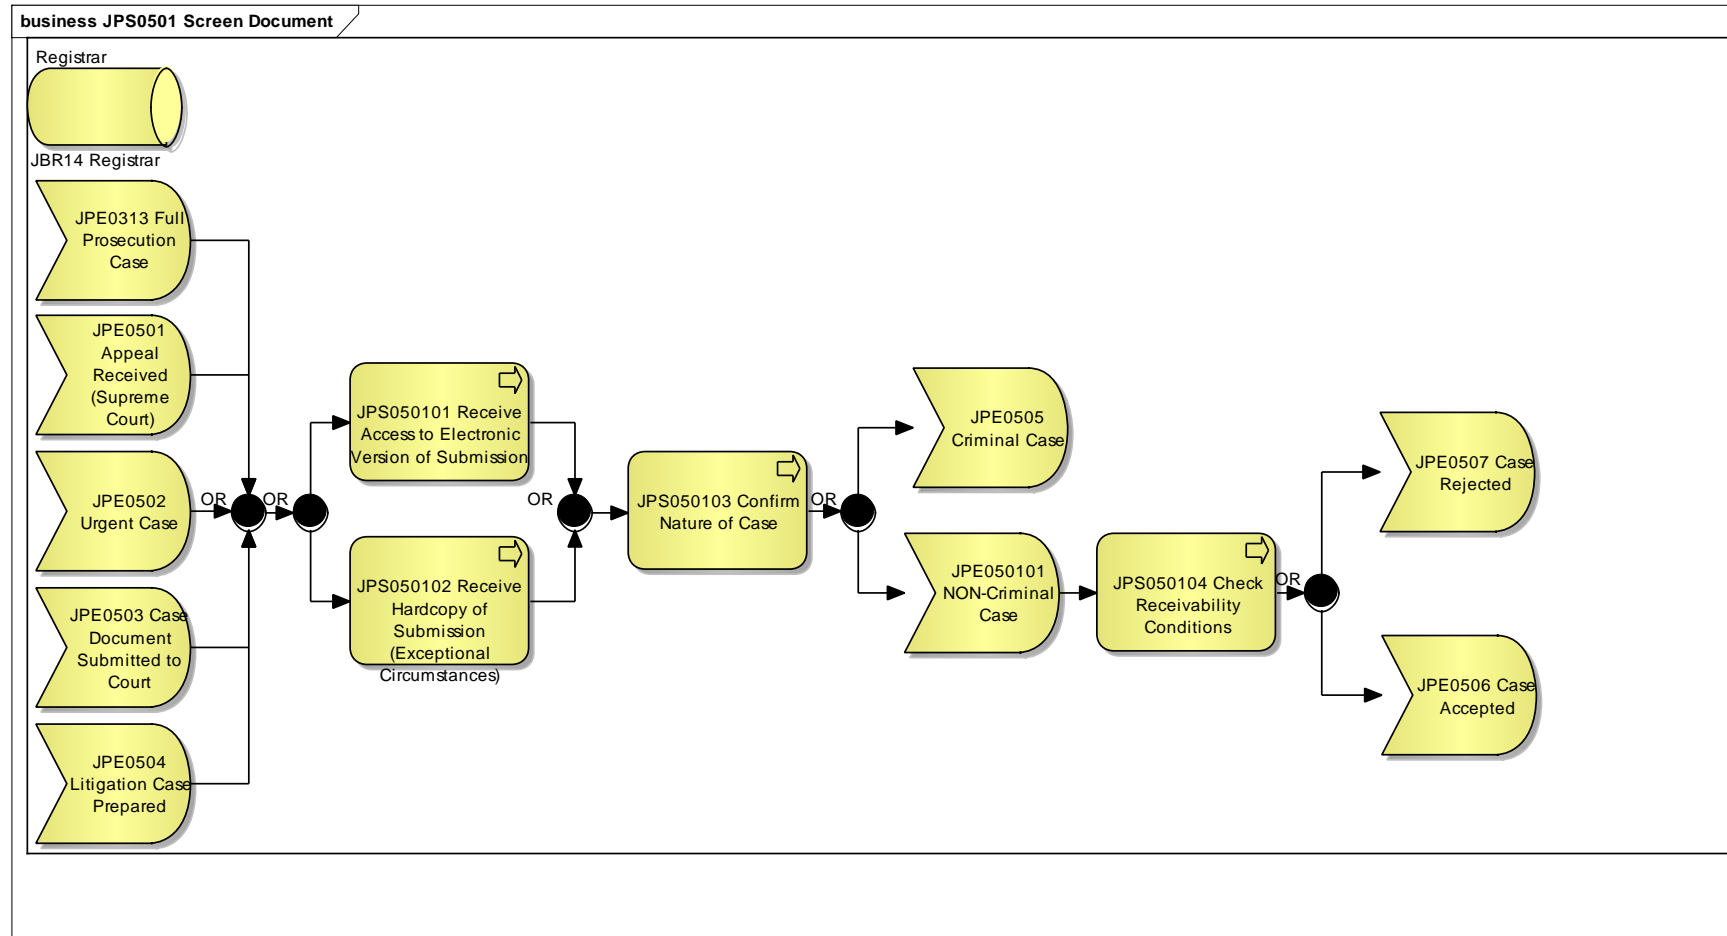 business JPS0501 Screen Document
Registrar
JBR14 Registrar
JPE0313 Full
Prosecution
Case
JPE0501
Appeal
Received
(Supreme
Court)
JPE0502
Urgent Case
JPE0503 Case
Document
Submitted to
Court
JPE0504
Litigation Case
Prepared
OR
OR
JPS050101 Receive
Access to Electronic
Version of Submission
JPS050102 Receive
Hardcopy of
Submission
(Exceptional
Circumstances)
OR
JPS050103 Confirm
Nature of Case
OR
JPE0505
Criminal Case
JPE050101
NON-Criminal
Case
JPS050104 Check
Receivability
Conditions
OR
JPE0507 Case
Rejected
JPE0506 Case
Accepted